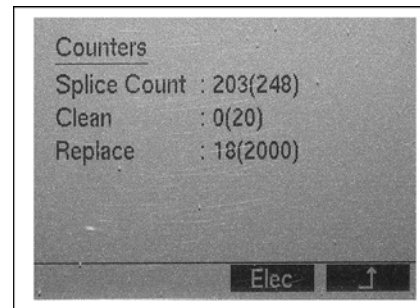 Counters
Splice Count : 203(248)
Clean : 0(20)
Replace : 18(2000)
Elec